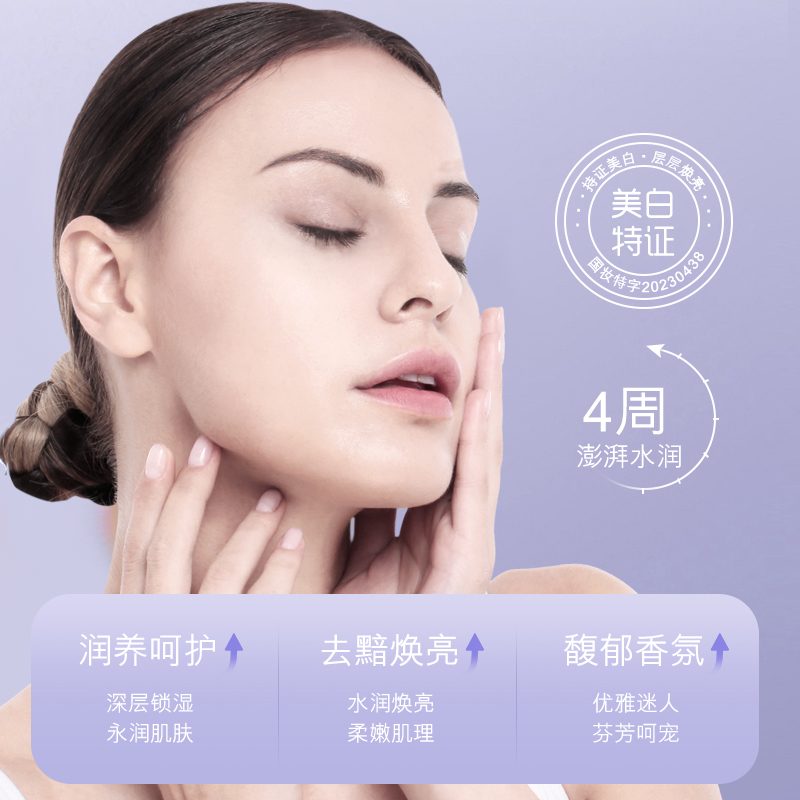 持证美白·层层焕亮
美白
特证
国妆特字20230438
4周
澎湃水润
润养呵护
深层锁湿
永润肌肤
去黯焕亮
水润焕亮
柔嫩肌理
馥郁香氛
优雅迷人
芬芳呵宠